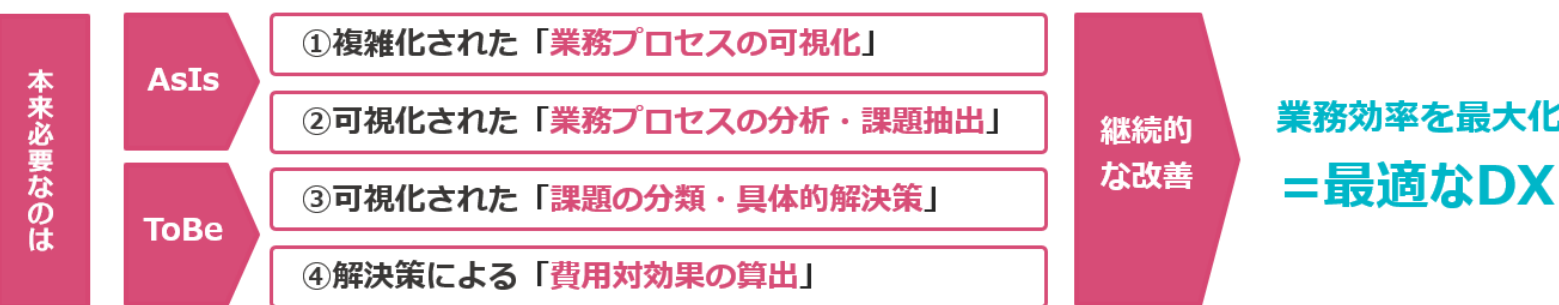 本来必要なのは
AsIs
①複雑化された「業務プロセスの可視化」
②可視化された「業務プロセスの分析・課題抽出」
ToBe
③可視化された「課題の分類・具体的解決策」
④解決策による「費用対効果の算出」
継続的
な改善
業務効率を最大化
=最適なDX